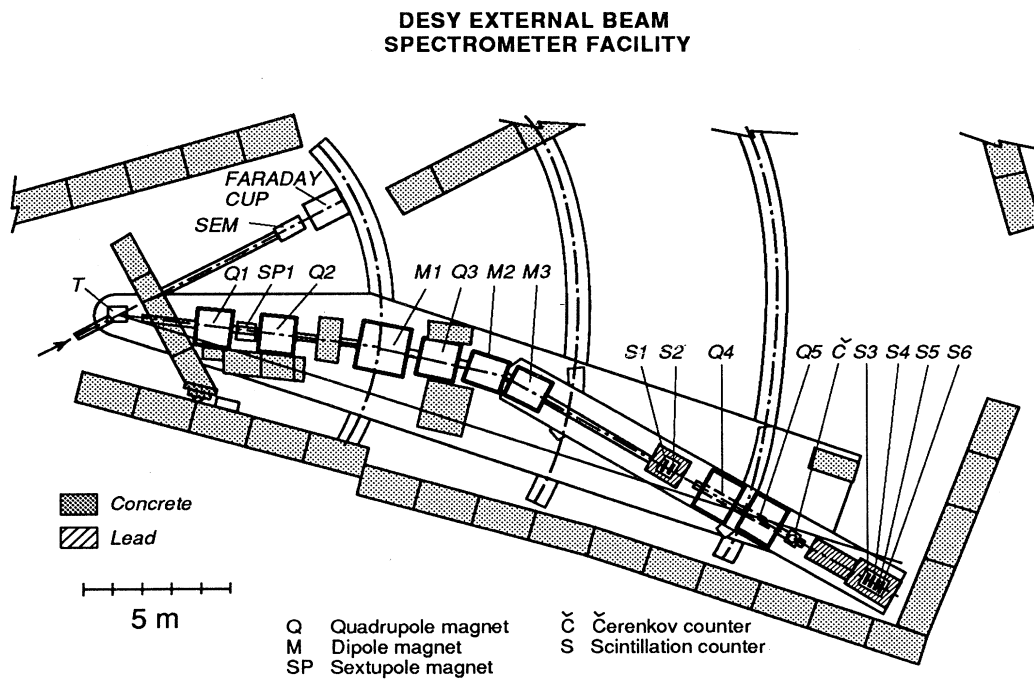 DESY EXTERNAL BEAM
SPECTROMETER FACILITY
FARADAY
CUP
SEM
T
Q1 SP1 Q2
M1 Q3 M2 M3
S1 S2 Q4
Q5 Č S3 S4 S5 S6
Concrete
Lead
5 m
Q Quadrupole magnet
M Dipole magnet
SP Sextupole magnet
Č Čerenkov counter
S Scintillation counter